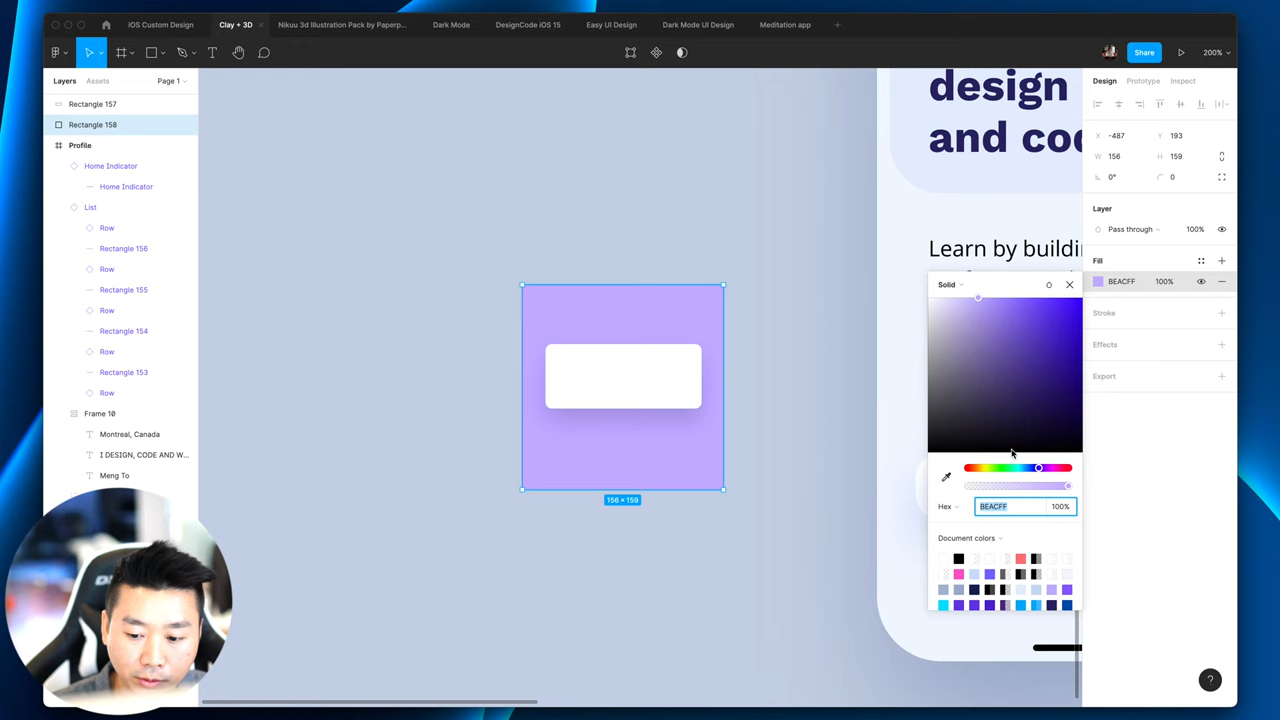 iOS Custom Design
Clay + 3D
Nikuu 3d Illustration Pack by Paperp...
Dark Mode
DesignCode iOS 15
Easy UI Design
Dark Mode UI Design
Meditation app
Share
200%
Layers
Assets
Page 1
Rectangle 157
Rectangle 158
Profile
Home Indicator
Home Indicator
List
Row
Rectangle 156
Row
Rectangle 155
Row
Rectangle 154
Row
Rectangle 153
Row
Frame 10
Montreal, Canada
I DESIGN, CODE AND W...
Meng To
156 × 159
design
and cod
Learn by buildin
Design
Prototype
Inspect
X -487
Y 193
W 156
H 159
0°
0
Layer
Pass through
100%
Fill
BEACFF
100%
Stroke
Effects
Export
Solid
Hex
BEACFF
100%
Document colors
?